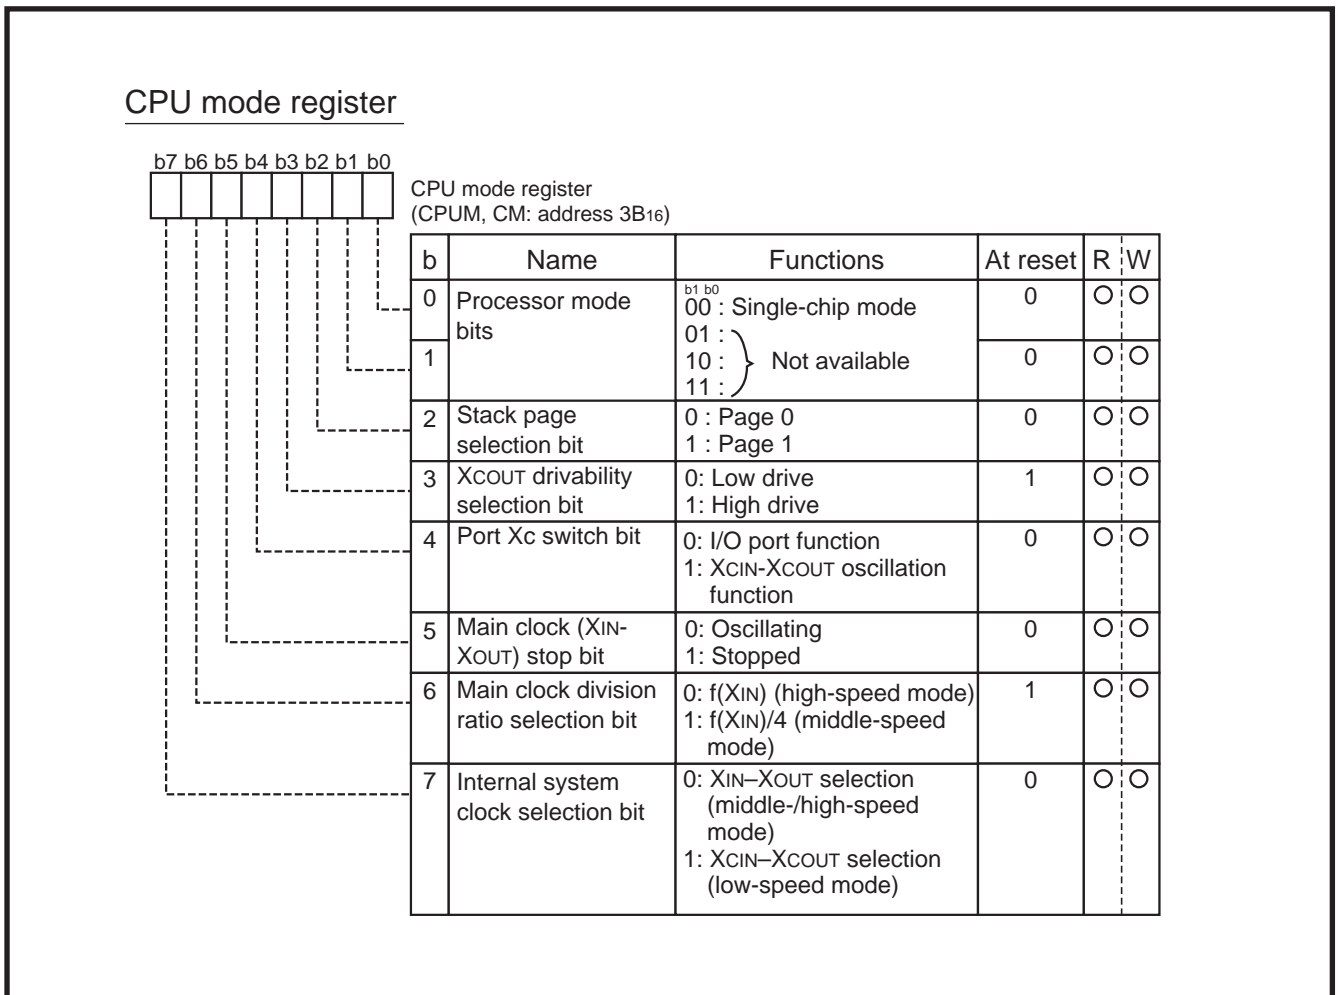 CPU mode register
b7 b6 b5 b4 b3 b2 b1 b0
CPU mode register
(CPUM, CM: address 3B16)
b Name Functions At reset R W
0 Processor mode bits
b1 b0
00 : Single-chip mode
01 :
10 : Not available
11 :
0
1 0
2 Stack page
selection bit
0 : Page 0
1 : Page 1
0
3 XCOUT drivability
selection bit
0: Low drive
1: High drive
1
4 Port Xc switch bit
0: I/O port function
1: XCIN-XCOUT oscillation
function
0
5 Main clock (XIN-
XOUT) stop bit
0: Oscillating
1: Stopped
0
6 Main clock division
ratio selection bit
0: f(XIN) (high-speed mode)
1: f(XIN)/4 (middle-speed
mode)
1
7 Internal system
clock selection bit
0: XIN–XOUT selection
(middle-/high-speed
mode)
1: XCIN–XCOUT selection
(low-speed mode)
0